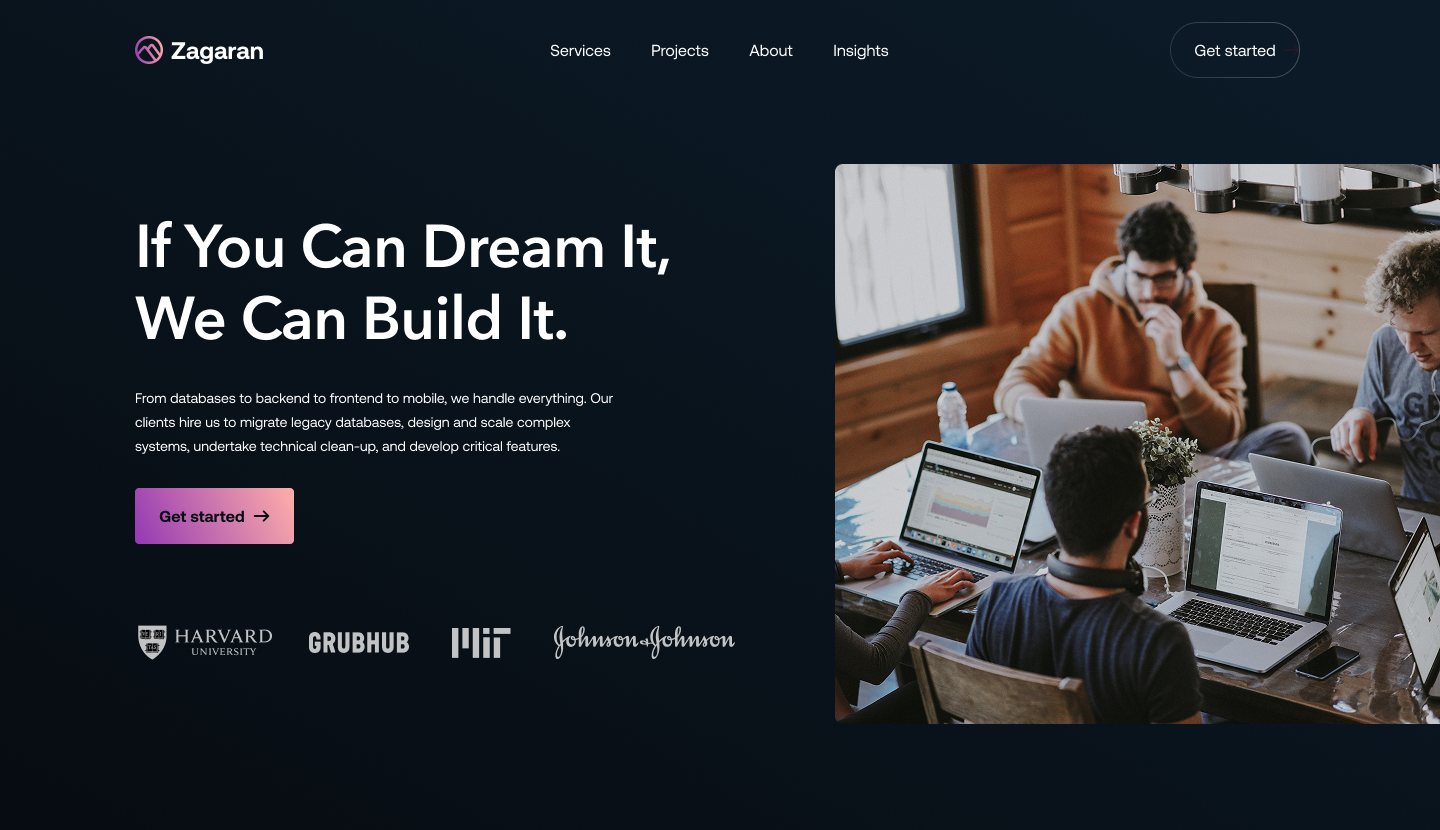 Zagaran
Services Projects About Insights
Get started
If You Can Dream It,
We Can Build It.
From databases to backend to frontend to mobile, we handle everything. Our
clients hire us to migrate legacy databases, design and scale complex
systems, undertake technical clean-up, and develop critical features.
Get started →
HARVARD
UNIVERSITY
GRUBHUB
MIT
Johnson & Johnson